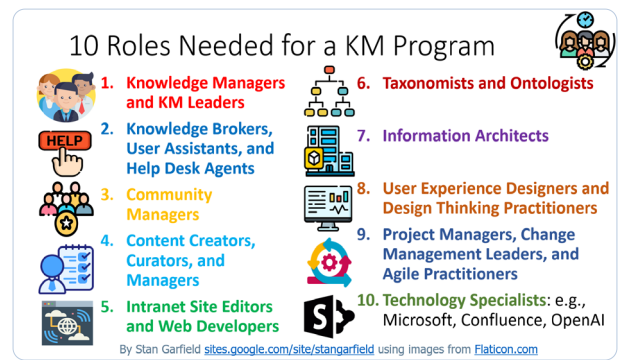 10 Roles Needed for a KM Program
1. Knowledge Managers
and KM Leaders
HELP
2. Knowledge Brokers,
User Assistants, and
Help Desk Agents
3. Community
Managers
4. Content Creators,
Curators, and
Managers
5. Intranet Site Editors
and Web Developers
6. Taxonomists and Ontologists
7. Information Architects
8. User Experience Designers and
Design Thinking Practitioners
9. Project Managers, Change
Management Leaders, and
Agile Practitioners
S
10. Technology Specialists: e.g.,
Microsoft, Confluence, OpenAI
By Stan Garfield sites.google.com/site/stangarfield using images from Flaticon.com